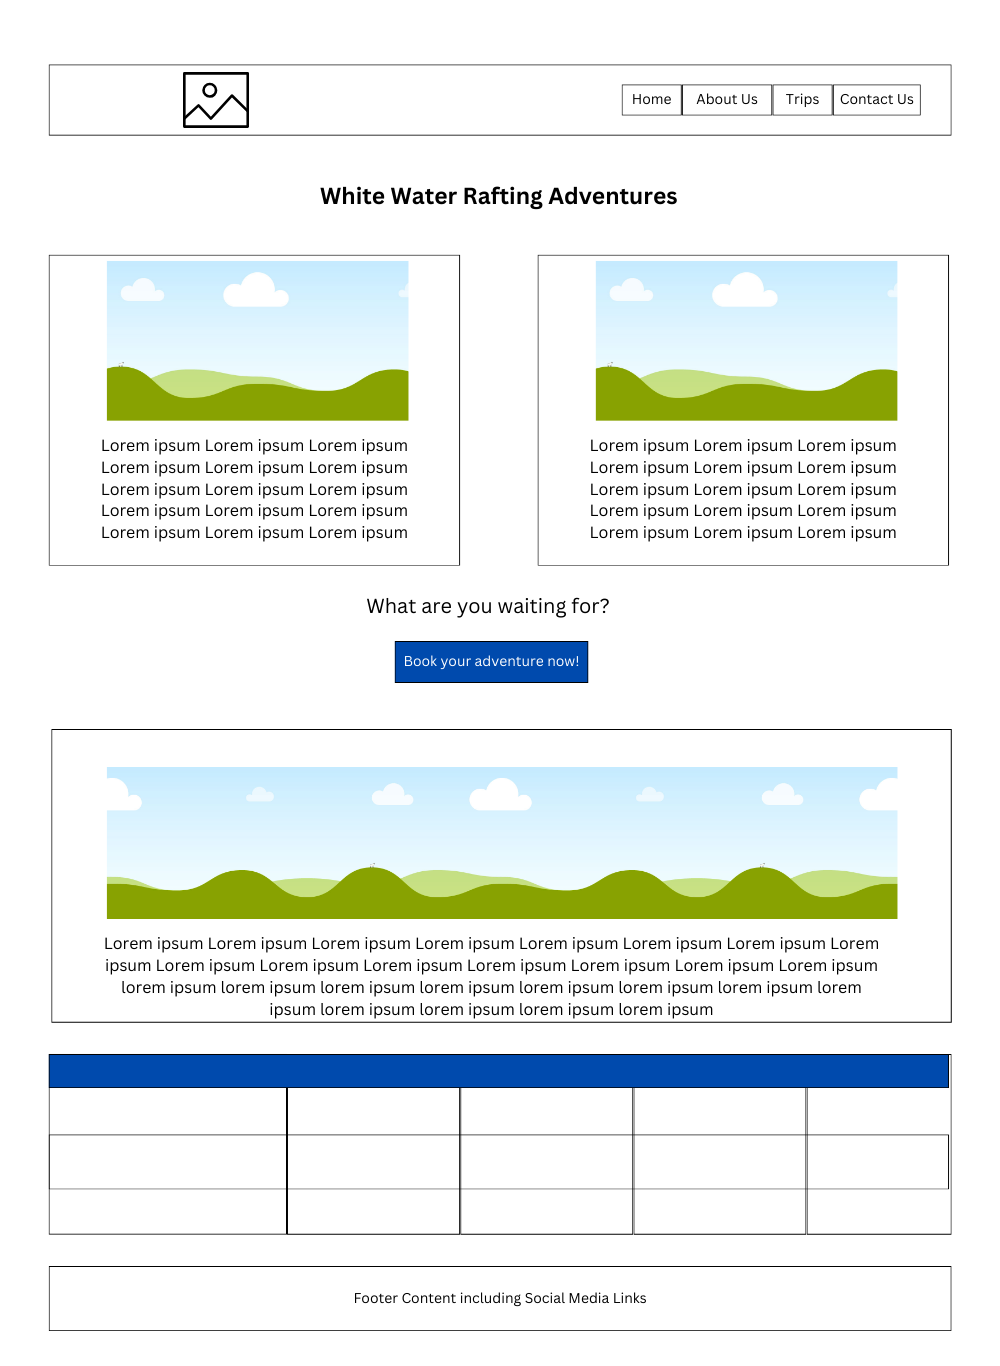 Home About Us Trips Contact Us
White Water Rafting Adventures
Lorem ipsum Lorem ipsum Lorem ipsum
Lorem ipsum Lorem ipsum Lorem ipsum
Lorem ipsum Lorem ipsum Lorem ipsum
Lorem ipsum Lorem ipsum Lorem ipsum
Lorem ipsum Lorem ipsum Lorem ipsum
Lorem ipsum Lorem ipsum Lorem ipsum
Lorem ipsum Lorem ipsum Lorem ipsum
Lorem ipsum Lorem ipsum Lorem ipsum
Lorem ipsum Lorem ipsum Lorem ipsum
Lorem ipsum Lorem ipsum Lorem ipsum
What are you waiting for?
Book your adventure now!
Lorem ipsum Lorem ipsum Lorem ipsum Lorem ipsum Lorem ipsum Lorem ipsum Lorem ipsum Lorem
ipsum Lorem ipsum Lorem ipsum Lorem ipsum Lorem ipsum Lorem ipsum Lorem ipsum Lorem ipsum
lorem ipsum lorem ipsum lorem ipsum lorem ipsum lorem ipsum lorem ipsum lorem ipsum lorem
ipsum lorem ipsum lorem ipsum lorem ipsum lorem ipsum
Footer Content including Social Media Links